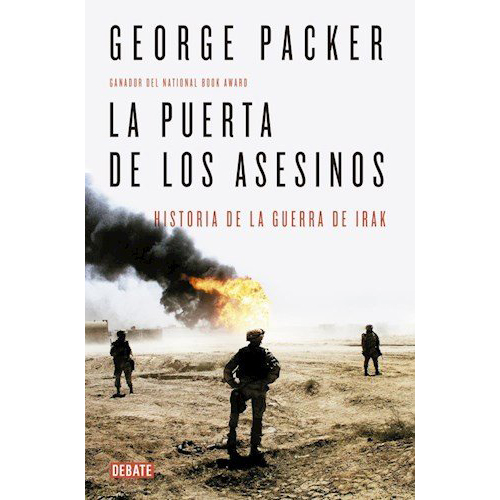 GEORGE PACKER
GANADOR DEL NATIONAL BOOK AWARD
LA PUERTA
DE LOS ASESINOS
HISTORIA DE LA GUERRA DE IRAK
DEBATE